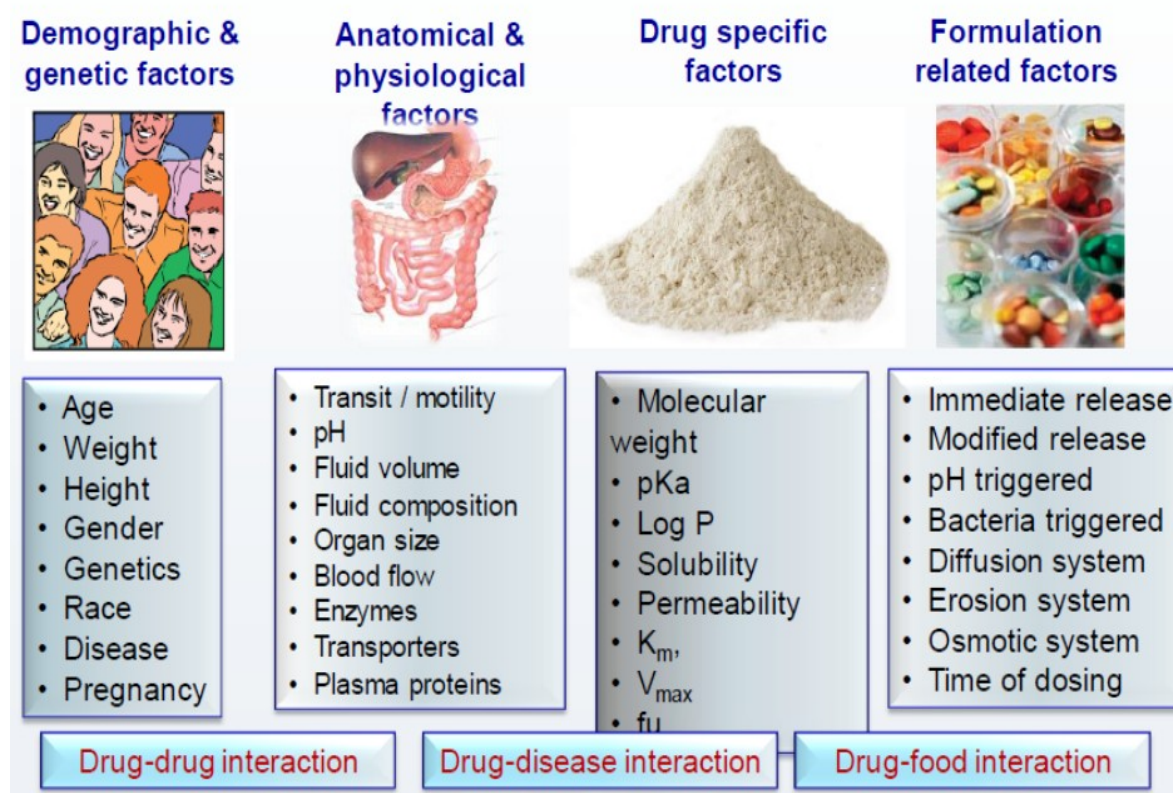 Demographic &
genetic factors
Anatomical &
physiological
factors
Drug specific
factors
Formulation
related factors
• Age
• Weight
• Height
• Gender
• Genetics
• Race
• Disease
• Pregnancy
• Transit / motility
• pH
• Fluid volume
• Fluid composition
• Organ size
• Blood flow
• Enzymes
• Transporters
• Plasma proteins
• Molecular
weight
• pKa
• Log P
• Solubility
• Permeability
• Km,
• Vmax
• fu
• Immediate release
• Modified release
• pH triggered
• Bacteria triggered
• Diffusion system
• Erosion system
• Osmotic system
• Time of dosing
Drug-drug interaction
Drug-disease interaction
Drug-food interaction